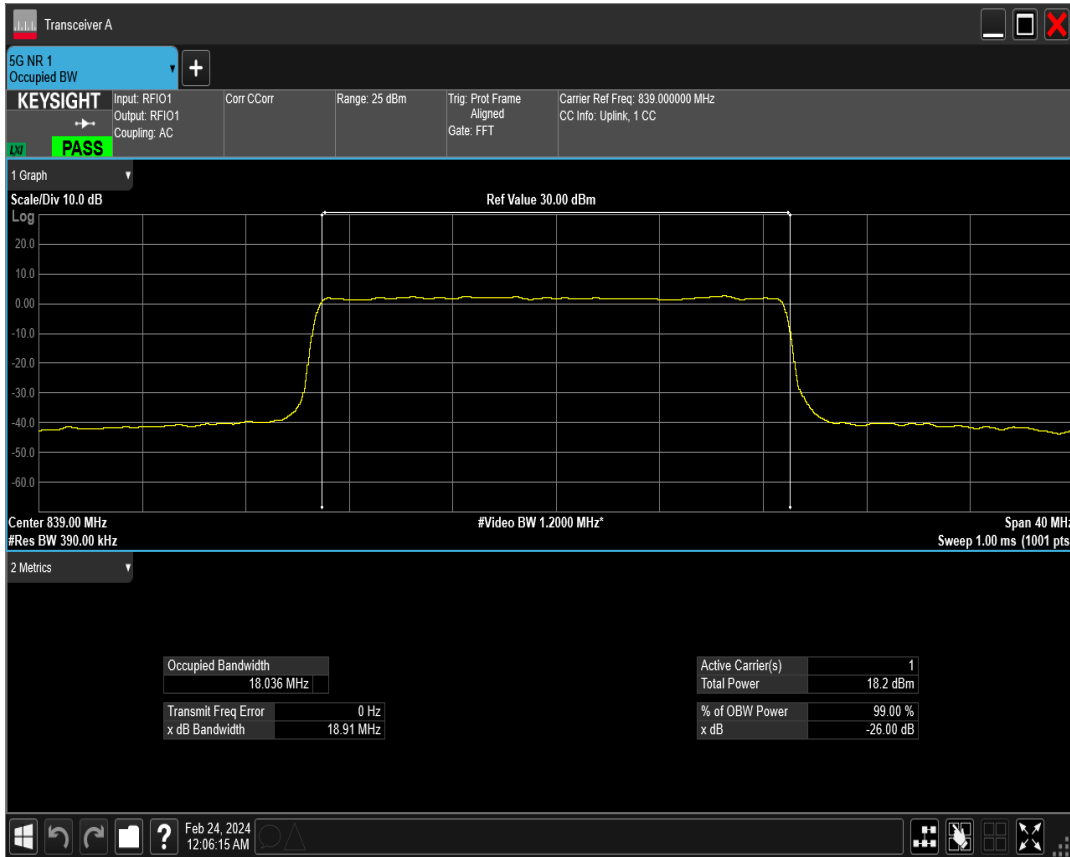 Transceiver A
5G NR 1
Occupied BW
KEYSIGHT
Input: RFIO1
Output: RFIO1
Coupling: AC
Corr CCorr
Range: 25 dBm
Trig: Prot Frame
Aligned
Gate: FFT
Carrier Ref Freq: 839.000000 MHz
CC Info: Uplink, 1 CC
LXI
PASS
1 Graph
Scale/Div 10.0 dB
Ref Value 30.00 dBm
Log
20.0
10.0
0.00
-10.0
-20.0
-30.0
-40.0
-50.0
-60.0
Center 839.00 MHz
#Video BW 1.2000 MHz*
Span 40 MHz
#Res BW 390.00 kHz
Sweep 1.00 ms (1001 pts
2 Metrics
Occupied Bandwidth
18.036 MHz
Transmit Freq Error 0 Hz
x dB Bandwidth 18.91 MHz
Active Carrier(s) 1
Total Power 18.2 dBm
% of OBW Power 99.00 %
x dB -26.00 dB
?
Feb 24, 2024
12:06:15 AM